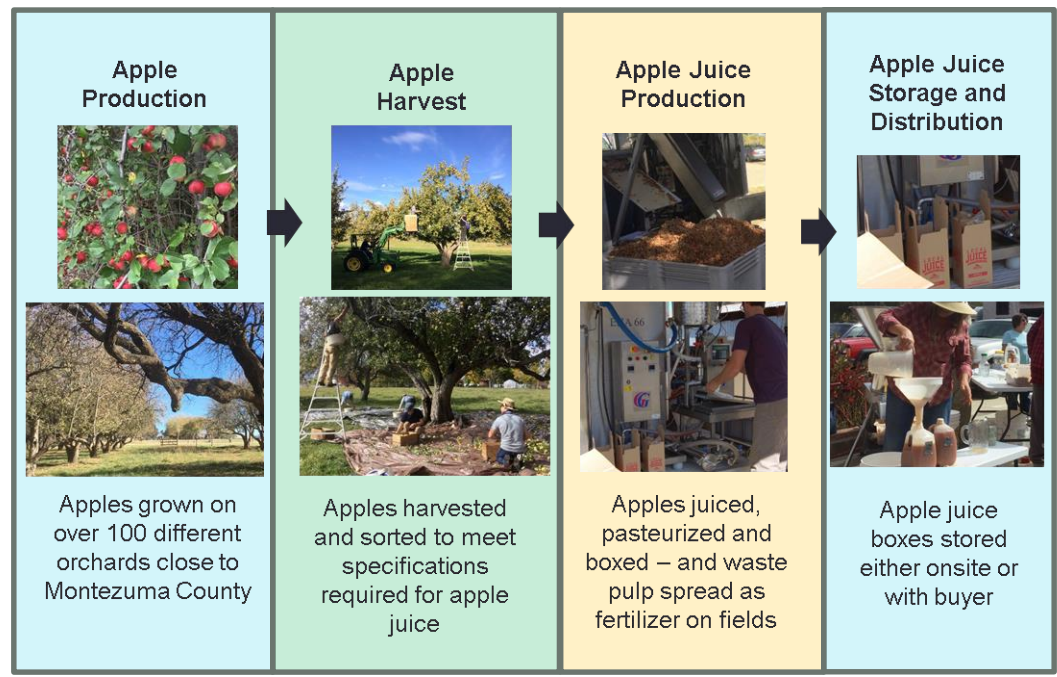 Apple
Production
Apples grown on
over 100 different
orchards close to
Montezuma County
Apple
Harvest
Apples harvested
and sorted to meet
specifications
required for apple
juice
Apple Juice
Production
Apples juiced,
pasteurized and
boxed – and waste
pulp spread as
fertilizer on fields
Apple Juice
Storage and
Distribution
JUICE
Apple juice
boxes stored
either onsite or
with buyer